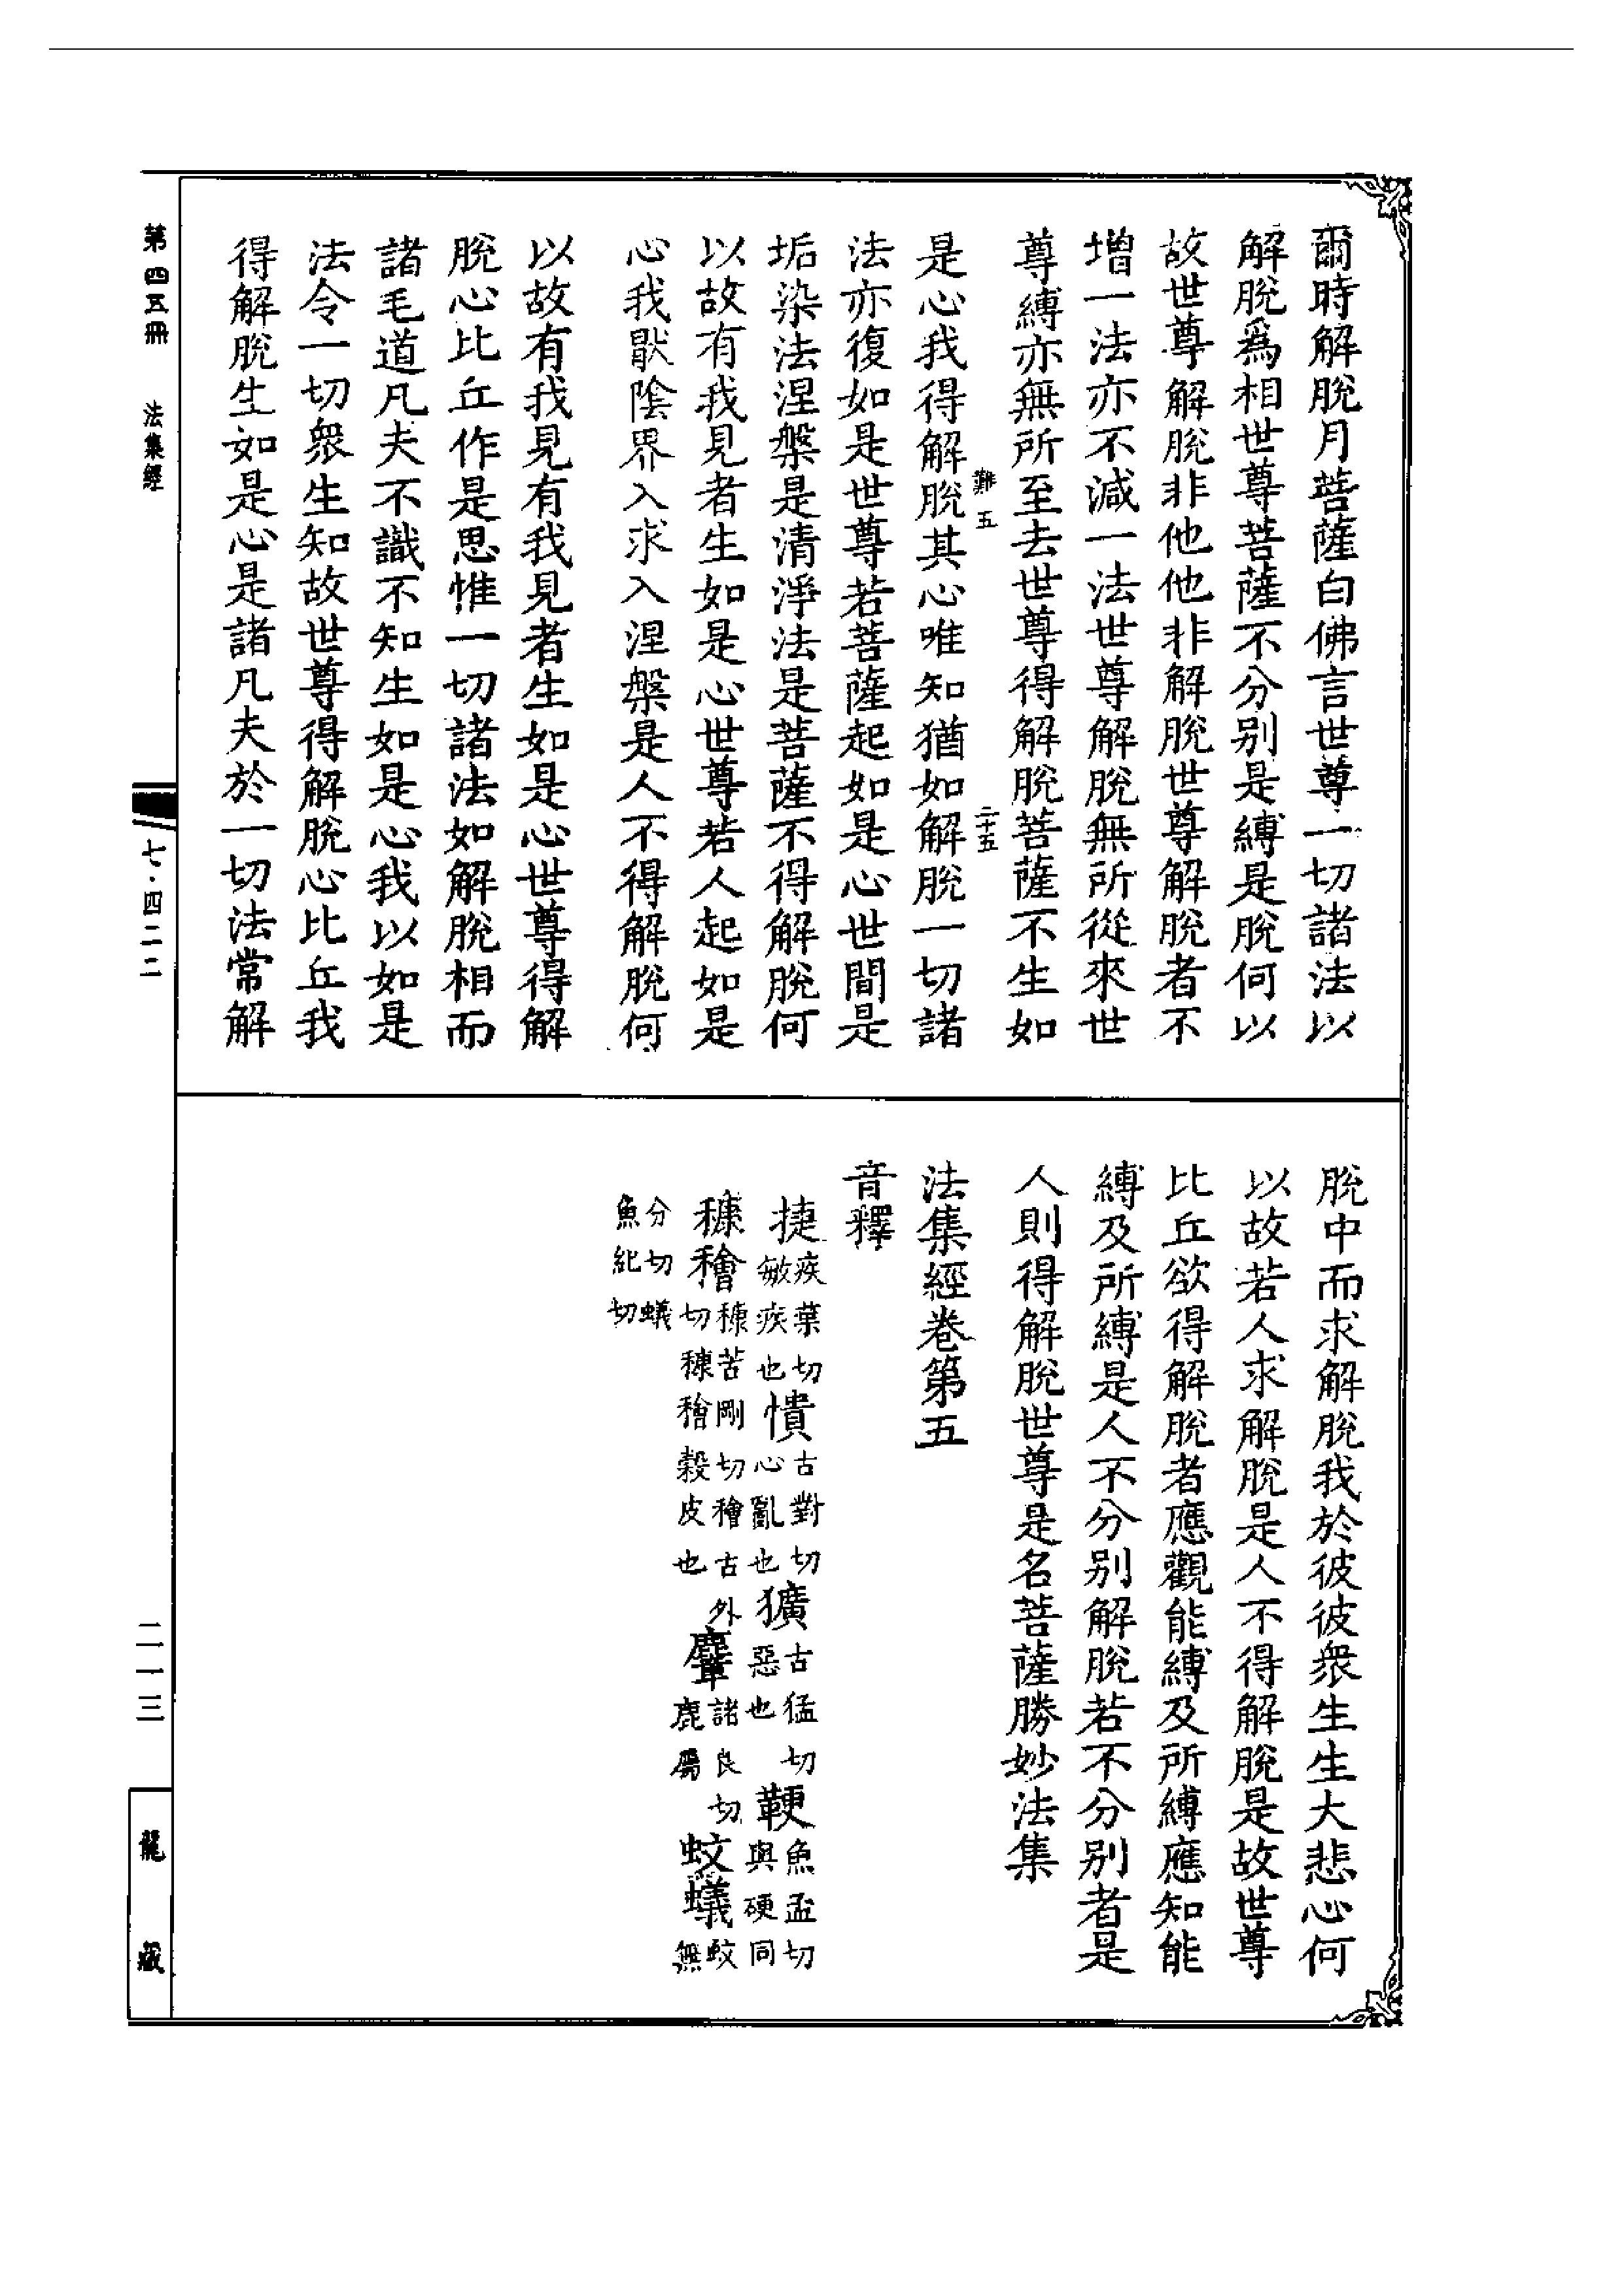 爾時解脫月菩薩白佛言世尊一切諸法以
解脫爲相世尊菩薩不分别是縛是脫何以
故世尊解脫非他他非解脫世尊解脫者不
增一法亦不減一法世尊解脫無所從來世
尊縛亦無所至去世尊得解脫菩薩不生如
難五 二十五
是心我得解脫其心唯知猶如解脫一切諸
法亦復如是世尊若菩薩起如是心世間是
垢染法涅槃是清淨法是菩薩不得解脫何
以故有我見者生如是心世尊若人起如是
心我厭陰界入求入涅槃是人不得解脫何
以故有我見有我見者生如是心世尊得解
脫心比丘作是思惟一切諸法如解脫相而
諸毛道凡夫不識不知生如是心我以如是
法令一切衆生知故世尊得解脫心比丘我
得解脫生如是心是諸凡夫於一切法常解
脫中而求解脫我於彼彼衆生生大悲心何
以故若人求解脫是人不得解脫是故世尊
比丘欲得解脫者應觀能縛及所縛應知能
縛及所縛是人不分别解脫若不分别者是
人則得解脫世尊是名菩薩勝妙法集
法集經卷第五
音釋
捷疾葉切敏疾也憒古對切心亂也獷古猛切惡也鞕魚孟切與硬同
穅穭穅苦剛切穭古外切穅穭穀皮也麞諸良切鹿屬蚊蟻蚊無
分切蟻魚紀切
第四五冊 法集經
七·四二二
二一三
龍藏